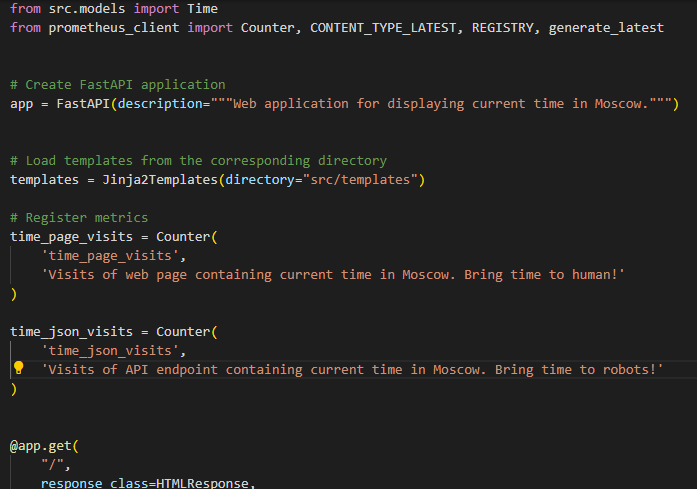 from src.models import Time
from prometheus_client import Counter, CONTENT_TYPE_LATEST, REGISTRY, generate_latest
# Create FastAPI application
app = FastAPI(description="""Web application for displaying current time in Moscow.""")
# Load templates from the corresponding directory
templates = Jinja2Templates(directory="src/templates")
# Register metrics
time_page_visits = Counter(
    'time_page_visits',
    'Visits of web page containing current time in Moscow. Bring time to human!'
)
time_json_visits = Counter(
    'time_json_visits',
    'Visits of API endpoint containing current time in Moscow. Bring time to robots!'
)
@app.get(
    "/",
    response_class=HTMLResponse,